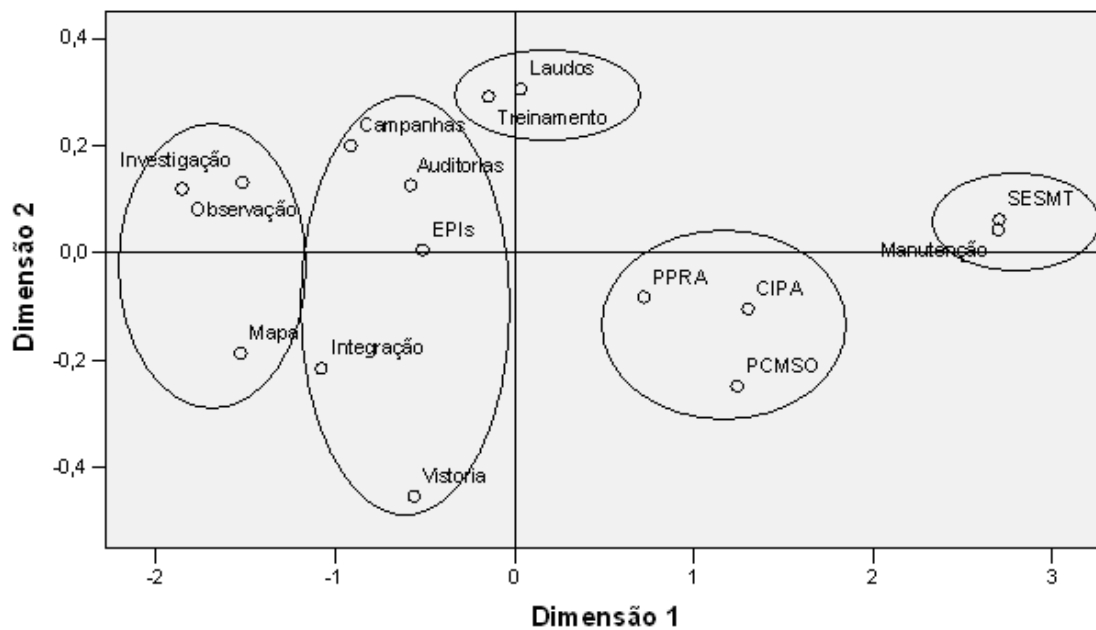 0,4
Laudos
Treinamento
0,2
Campanhas
Investigação
Auditorias
Observação
SESMT
EPIs
0,0
Manutenção
PPRA
CIPA
Mapa
Integração
-0,2
PCMSO
-0,4
Vistoria
-2
-1
0
1
2
3
Dimensão 1
Dimensão 2